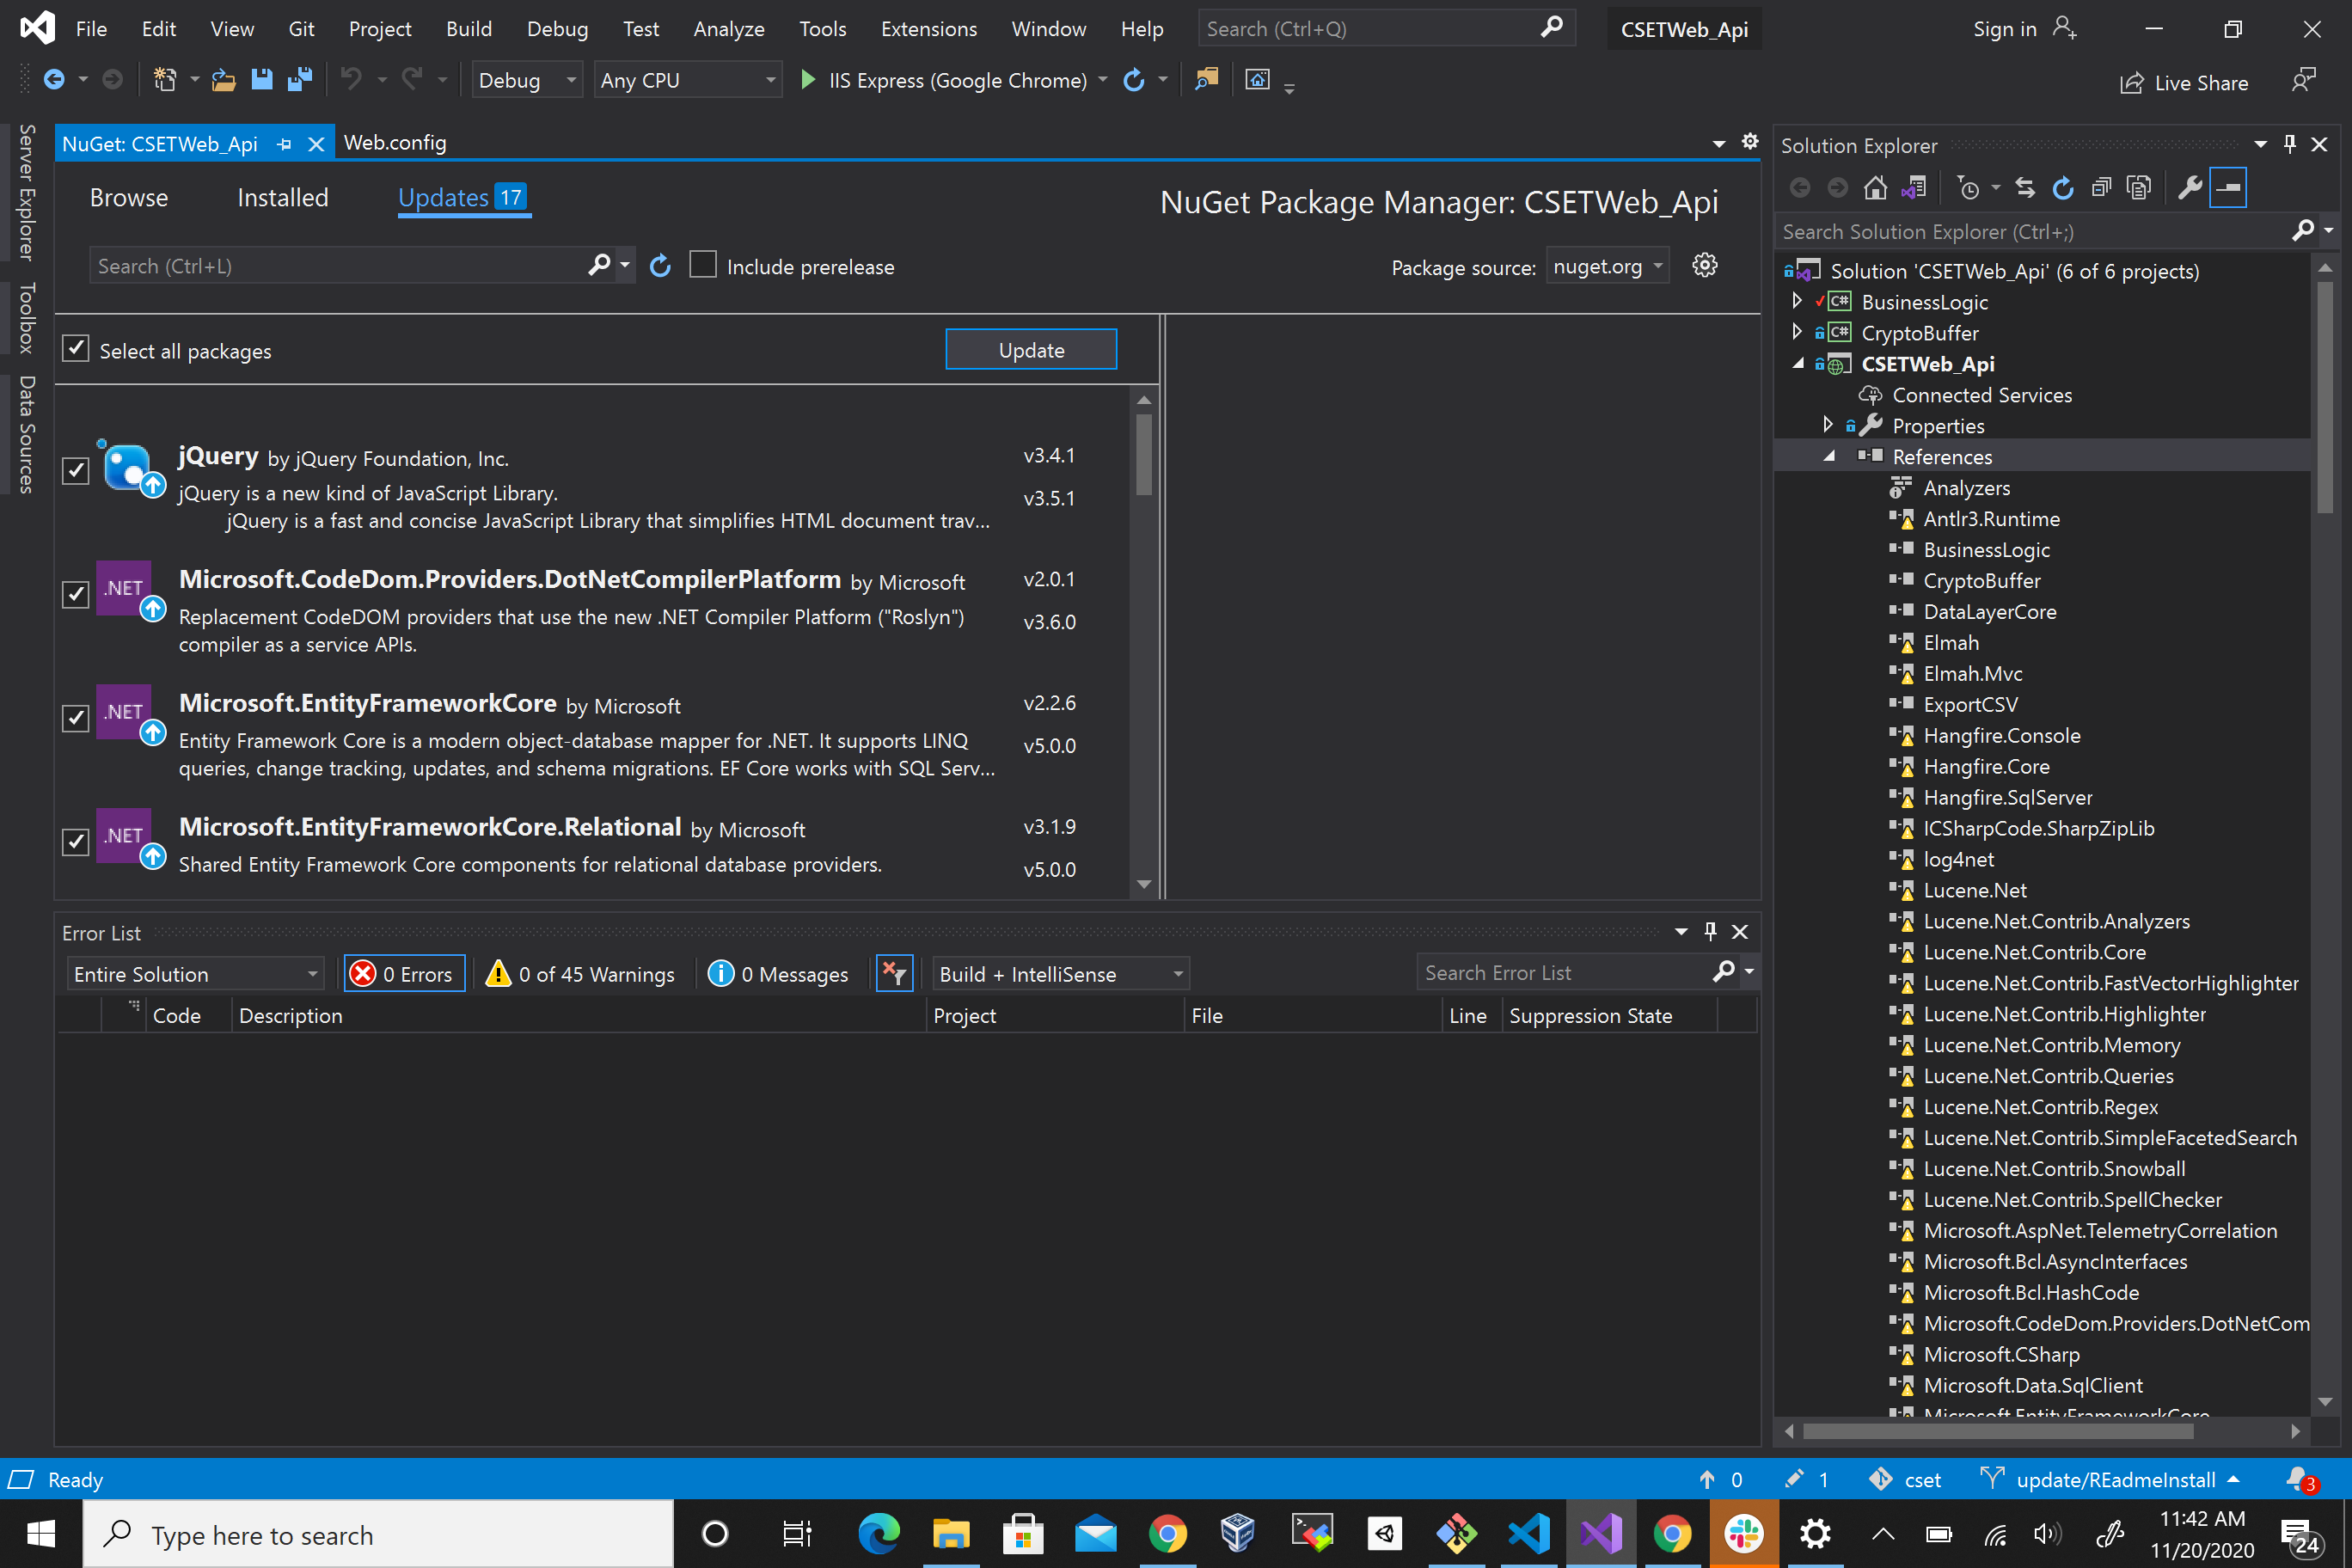 File Edit View Git Project Build Debug Test Analyze Tools Extensions Window Help Search (Ctrl+Q) CSETWeb_Api Sign in
Debug Any CPU IIS Express (Google Chrome) Live Share
Server Explorer
Toolbox
Data Sources
NuGet: CSETWeb_Api Web.config
Browse Installed Updates 17 NuGet Package Manager: CSETWeb_Api
Search (Ctrl+L) Include prerelease Package source: nuget.org
Select all packages Update
jQuery by jQuery Foundation, Inc. v3.4.1
jQuery is a new kind of JavaScript Library. v3.5.1
jQuery is a fast and concise JavaScript Library that simplifies HTML document trav...
.NET Microsoft.CodeDom.Providers.DotNetCompilerPlatform by Microsoft v2.0.1
Replacement CodeDOM providers that use the new .NET Compiler Platform ("Roslyn") v3.6.0
compiler as a service APIs.
.NET Microsoft.EntityFrameworkCore by Microsoft v2.2.6
Entity Framework Core is a modern object-database mapper for .NET. It supports LINQ v5.0.0
queries, change tracking, updates, and schema migrations. EF Core works with SQL Serv...
.NET Microsoft.EntityFrameworkCore.Relational by Microsoft v3.1.9
Shared Entity Framework Core components for relational database providers. v5.0.0
Error List
Entire Solution 0 Errors 0 of 45 Warnings 0 Messages Build + IntelliSense Search Error List
Code Description Project File Line Suppression State
Solution Explorer
Search Solution Explorer (Ctrl+;)
Solution 'CSETWeb_Api' (6 of 6 projects)
C# BusinessLogic
C# CryptoBuffer
CSETWeb_Api
Connected Services
Properties
References
Analyzers
Antlr3.Runtime
BusinessLogic
CryptoBuffer
DataLayerCore
Elmah
Elmah.Mvc
ExportCSV
Hangfire.Console
Hangfire.Core
Hangfire.SqlServer
ICSharpCode.SharpZipLib
log4net
Lucene.Net
Lucene.Net.Contrib.Analyzers
Lucene.Net.Contrib.Core
Lucene.Net.Contrib.FastVectorHighlighter
Lucene.Net.Contrib.Highlighter
Lucene.Net.Contrib.Memory
Lucene.Net.Contrib.Queries
Lucene.Net.Contrib.Regex
Lucene.Net.Contrib.SimpleFacetedSearch
Lucene.Net.Contrib.Snowball
Lucene.Net.Contrib.SpellChecker
Microsoft.AspNet.TelemetryCorrelation
Microsoft.Bcl.AsyncInterfaces
Microsoft.Bcl.HashCode
Microsoft.CodeDom.Providers.DotNetCom
Microsoft.CSharp
Microsoft.Data.SqlClient
Microsoft.EntityFrameworkCore
Ready 0 1 cset update/REadmeInstall 3
Type here to search 11:42 AM
11/20/2020 24